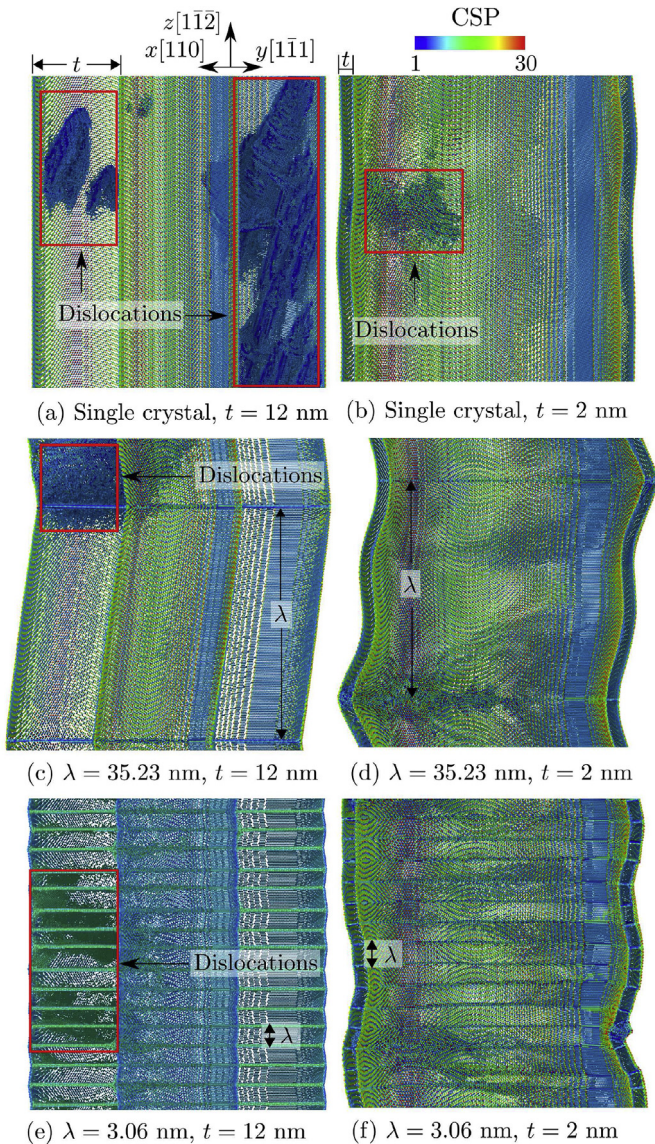 z[11̄2̄] CSP
x[110] y[11̄1]
t 1 30 t
Dislocations
Dislocations
(a) Single crystal, t = 12 nm (b) Single crystal, t = 2 nm
Dislocations
λ
λ
(c) λ = 35.23 nm, t = 12 nm (d) λ = 35.23 nm, t = 2 nm
Dislocations
λ
λ
(e) λ = 3.06 nm, t = 12 nm (f) λ = 3.06 nm, t = 2 nm